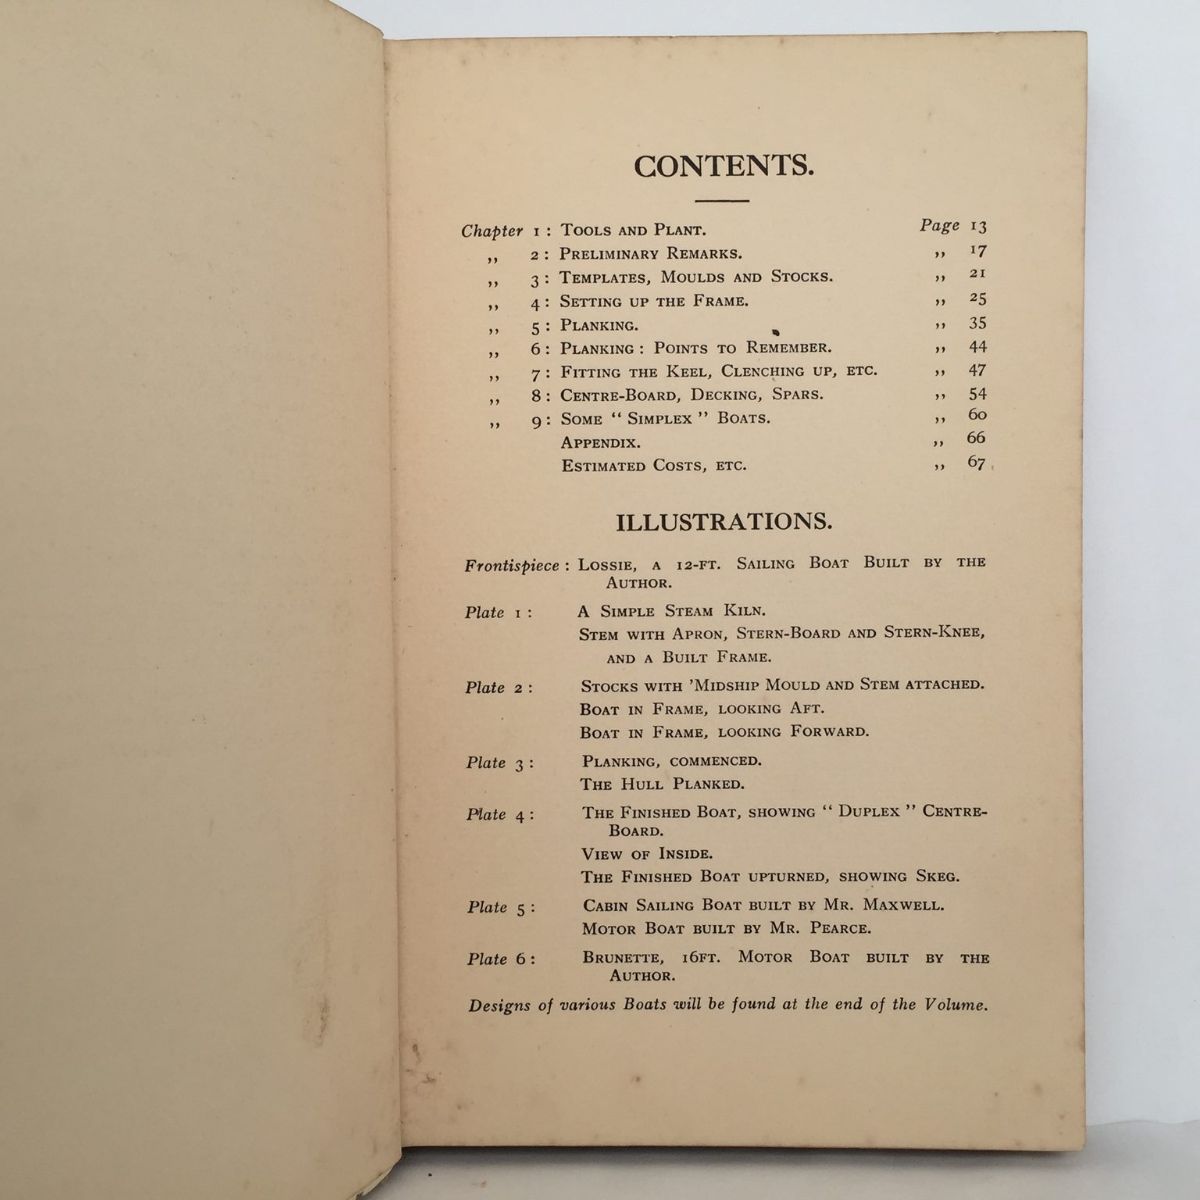 CONTENTS.
Chapter 1 : Tools and Plant. Page 13
,, 2 : Preliminary Remarks. ,, 17
,, 3 : Templates, Moulds and Stocks. ,, 21
,, 4 : Setting up the Frame. ,, 25
,, 5 : Planking. ,, 35
,, 6 : Planking : Points to Remember. ,, 44
,, 7 : Fitting the Keel, Clenching up, etc. ,, 47
,, 8 : Centre-Board, Decking, Spars. ,, 54
,, 9 : Some “ Simplex ” Boats. ,, 60
Appendix. ,, 66
Estimated Costs, etc. ,, 67
ILLUSTRATIONS.
Frontispiece : Lossie, a 12-ft. Sailing Boat Built by the
Author.
Plate 1 : A Simple Steam Kiln.
Stem with Apron, Stern-Board and Stern-Knee,
and a Built Frame.
Plate 2 : Stocks with 'Midship Mould and Stem attached.
Boat in Frame, looking Aft.
Boat in Frame, looking Forward.
Plate 3 : Planking, commenced.
The Hull Planked.
Plate 4 : The Finished Boat, showing “ Duplex ” Centre-
Board.
View of Inside.
The Finished Boat upturned, showing Skeg.
Plate 5 : Cabin Sailing Boat built by Mr. Maxwell.
Motor Boat built by Mr. Pearce.
Plate 6 : Brunette, 16ft. Motor Boat built by the
Author.
Designs of various Boats will be found at the end of the Volume.